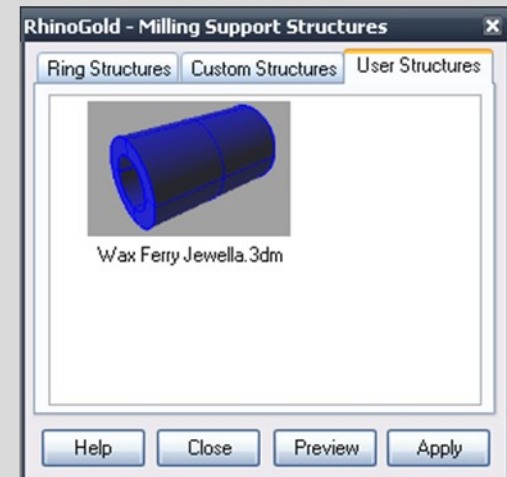 RhinoGold - Milling Support Structures
Ring Structures Custom Structures User Structures
Wax Ferry Jewella.3dm
Help Close Preview Apply